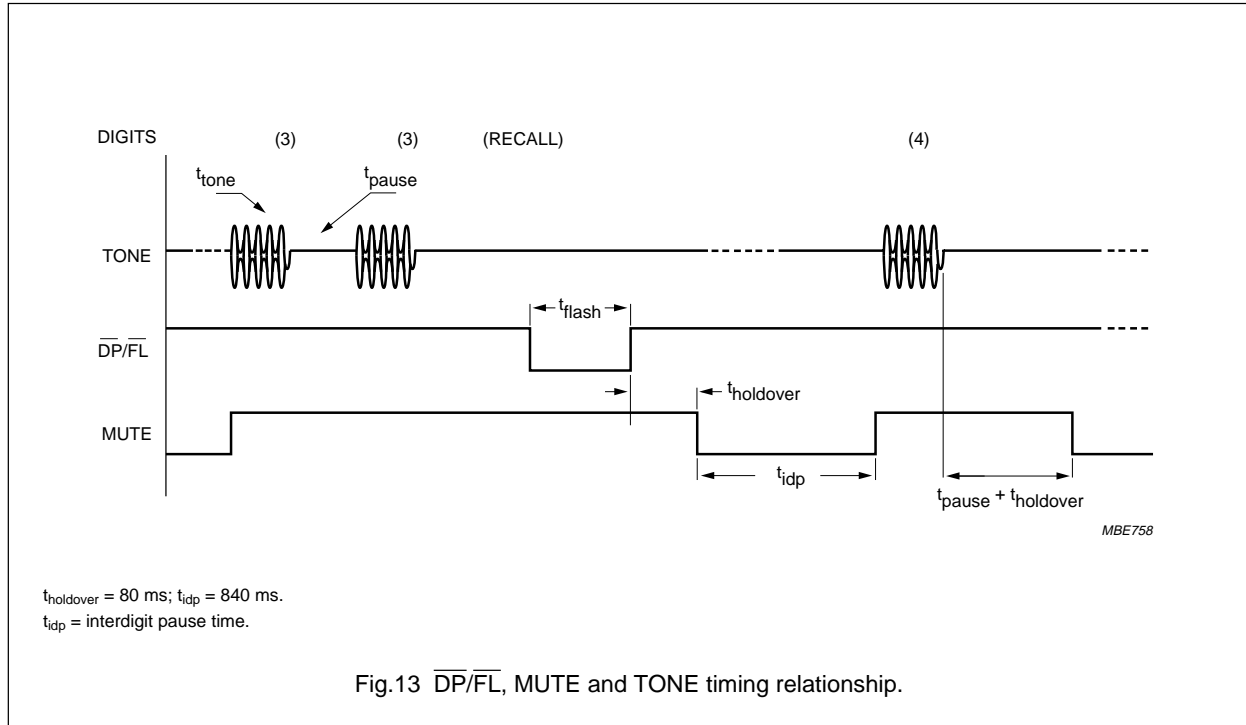 DIGITS (3) (3) (RECALL) (4)
t_tone t_pause
TONE
t_flash
DP/FL
t_holdover
MUTE
t_idp
t_pause + t_holdover
MBE758
t_holdover = 80 ms; t_idp = 840 ms.
t_idp = interdigit pause time.
Fig.13 DP/FL, MUTE and TONE timing relationship.